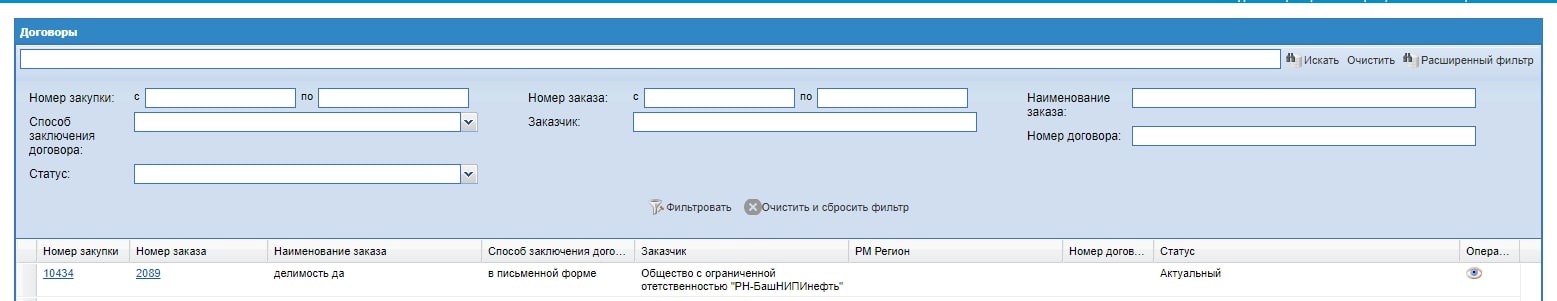 Договоры
Искать Очистить Расширенный фильтр
Номер закупки: с по Номер заказа: с по Наименование заказа:
Способ заключения договора: Заказчик: Номер договора:
Статус:
Фильтровать Очистить и сбросить фильтр
Номер закупки Номер заказа Наименование заказа Способ заключения дого... Заказчик РМ Регион Номер догов... Статус Опера...
10434 2089 делимость да в письменной форме Общество с ограниченной Актуальный
отетственностью "РН-БашНИПИнефть"